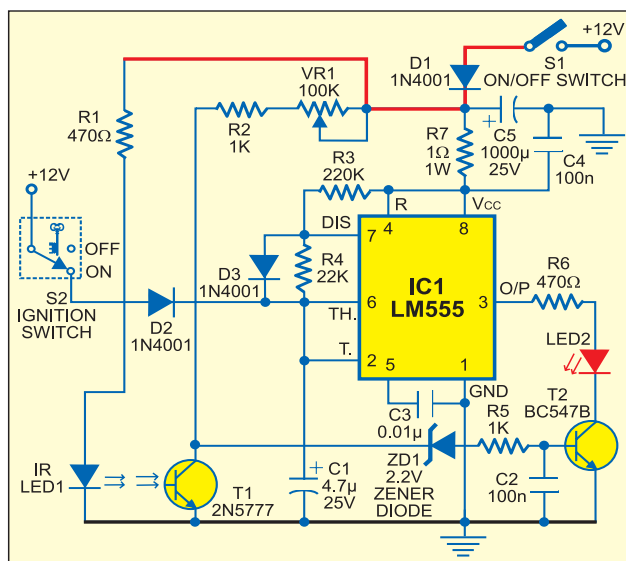 +12V
S1
ON/OFF SWITCH
D1
1N4001
VR1
100K
R1
470Ω
R2
1K
R7
1Ω
1W
+
C5
1000µ
25V
C4
100n
+12V
R3
220K
R
VCC
DIS
7
4
8
OFF
ON
S2
IGNITION
SWITCH
D3
1N4001
R4
22K
IC1
LM555
R6
470Ω
O/P
3
6
TH.
D2
1N4001
T.
2
5
1
LED2
GND
T2
BC547B
C3
0.01µ
R5
1K
IR
LED1
T1
2N5777
+
C1
4.7µ
25V
ZD1
2.2V
ZENER
DIODE
C2
100n